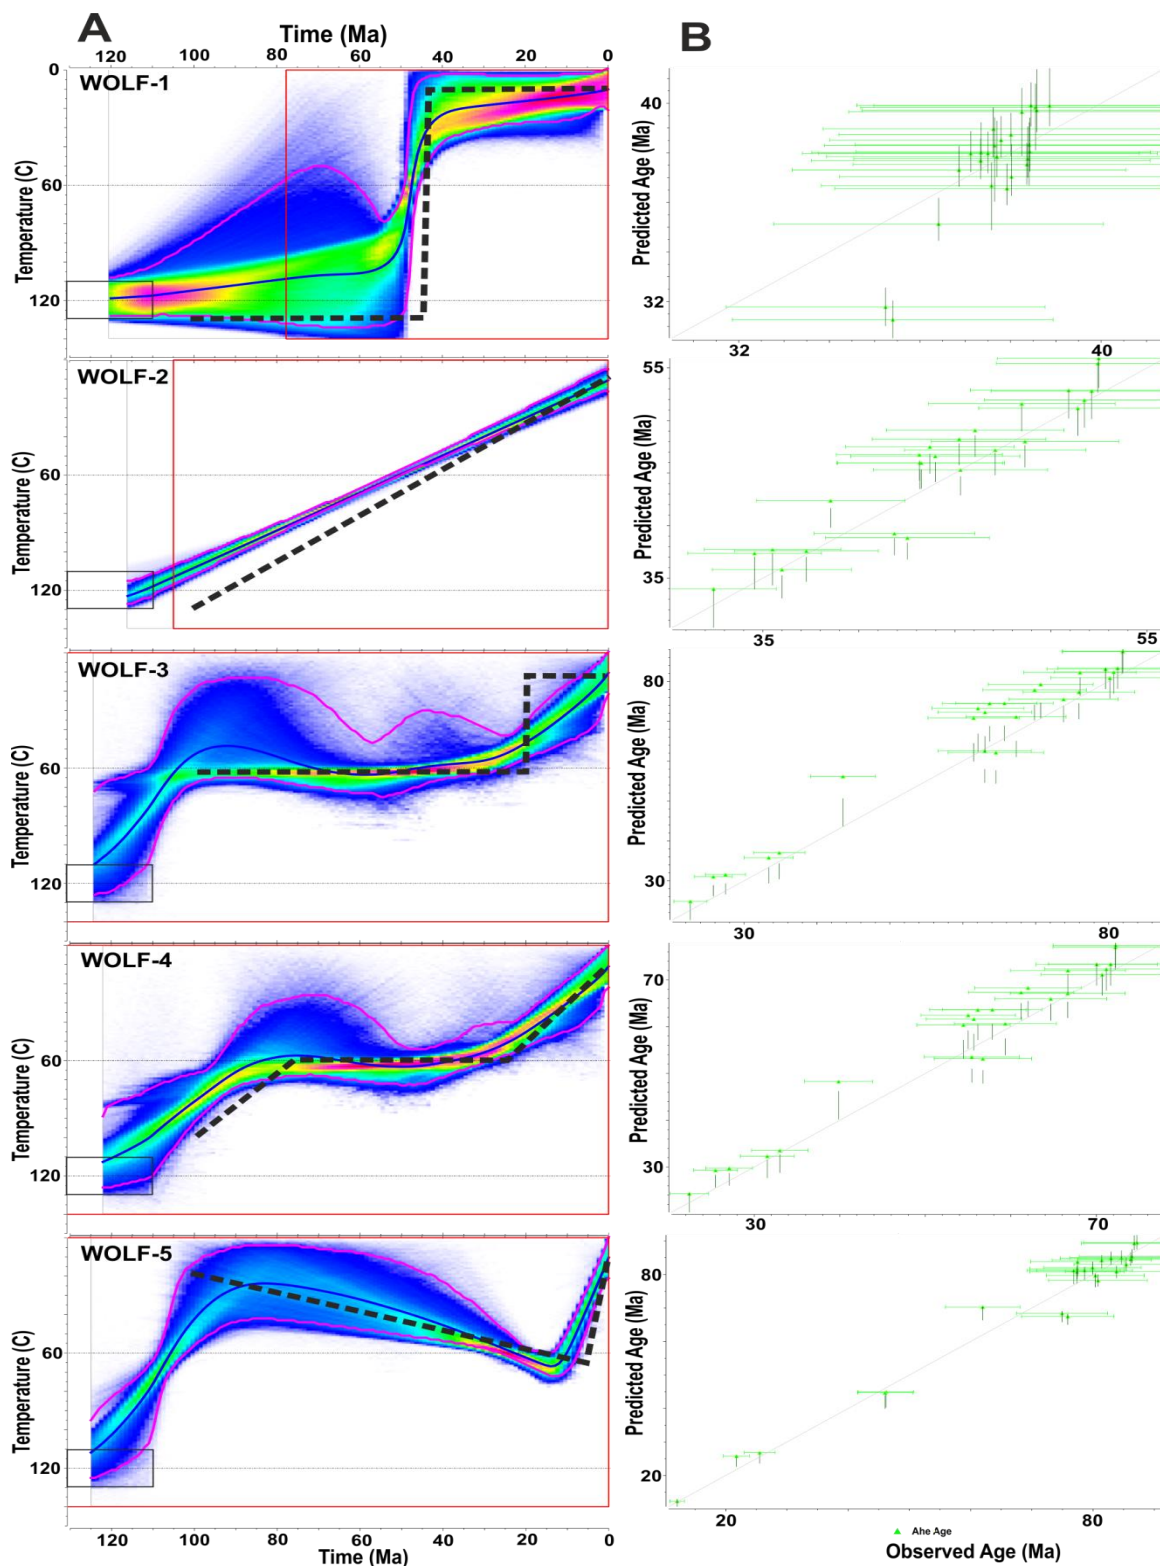 A
B
Time (Ma)
120 100 80 60 40 20 0
WOLF-1
0
60
120
Temperature (C)
Predicted Age (Ma)
40
32
32 40
WOLF-2
60
120
Temperature (C)
Predicted Age (Ma)
55
35
35 55
WOLF-3
60
120
Temperature (C)
Predicted Age (Ma)
80
30
30 80
WOLF-4
60
120
Temperature (C)
Predicted Age (Ma)
70
30
30 70
WOLF-5
60
120
Temperature (C)
Predicted Age (Ma)
80
20
20 80
120 100 80 60 40 20 0
Time (Ma)
Ahe Age
Observed Age (Ma)